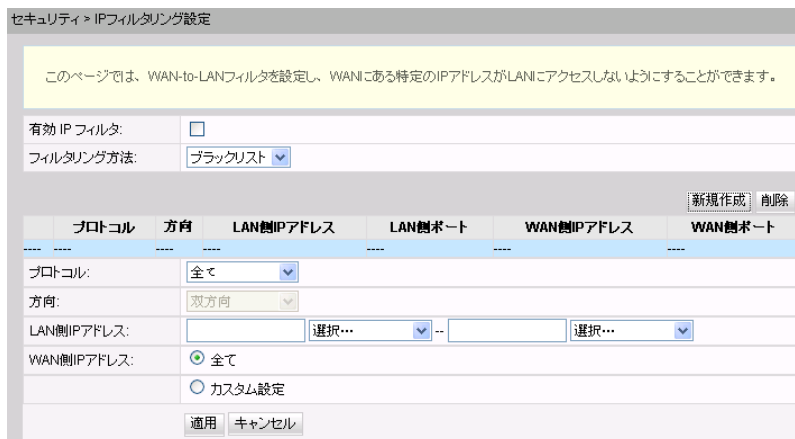 セキュリティ > IPフィルタリング設定
このページでは、WAN-to-LANフィルタを設定し、WANにある特定のIPアドレスがLANにアクセスしないようにすることができます。
有効 IP フィルタ:
フィルタリング方法: ブラックリスト
新規作成 削除
プロトコル 方向 LAN側IPアドレス LAN側ポート WAN側IPアドレス WAN側ポート
---- ---- ---- ---- ---- ---- ----
プロトコル: 全て
方向: 双方向
LAN側IPアドレス: 選択… -- 選択…
WAN側IPアドレス: 全て
カスタム設定
適用 キャンセル